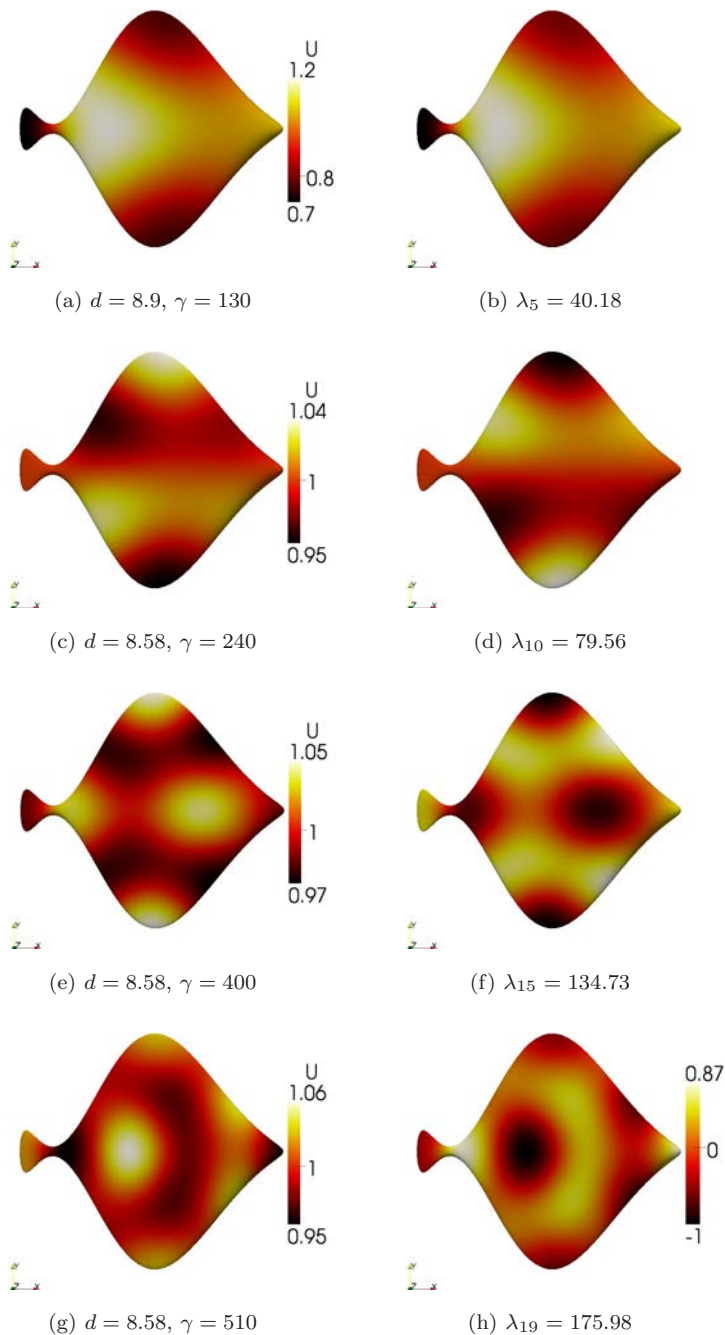 U
1.2
0.8
0.7
(a) d = 8.9, γ = 130
(b) λ5 = 40.18
U
1.04
1
0.95
(c) d = 8.58, γ = 240
(d) λ10 = 79.56
U
1.05
1
0.97
(e) d = 8.58, γ = 400
(f) λ15 = 134.73
U
1.06
1
0.95
0.87
0
-1
(g) d = 8.58, γ = 510
(h) λ19 = 175.98